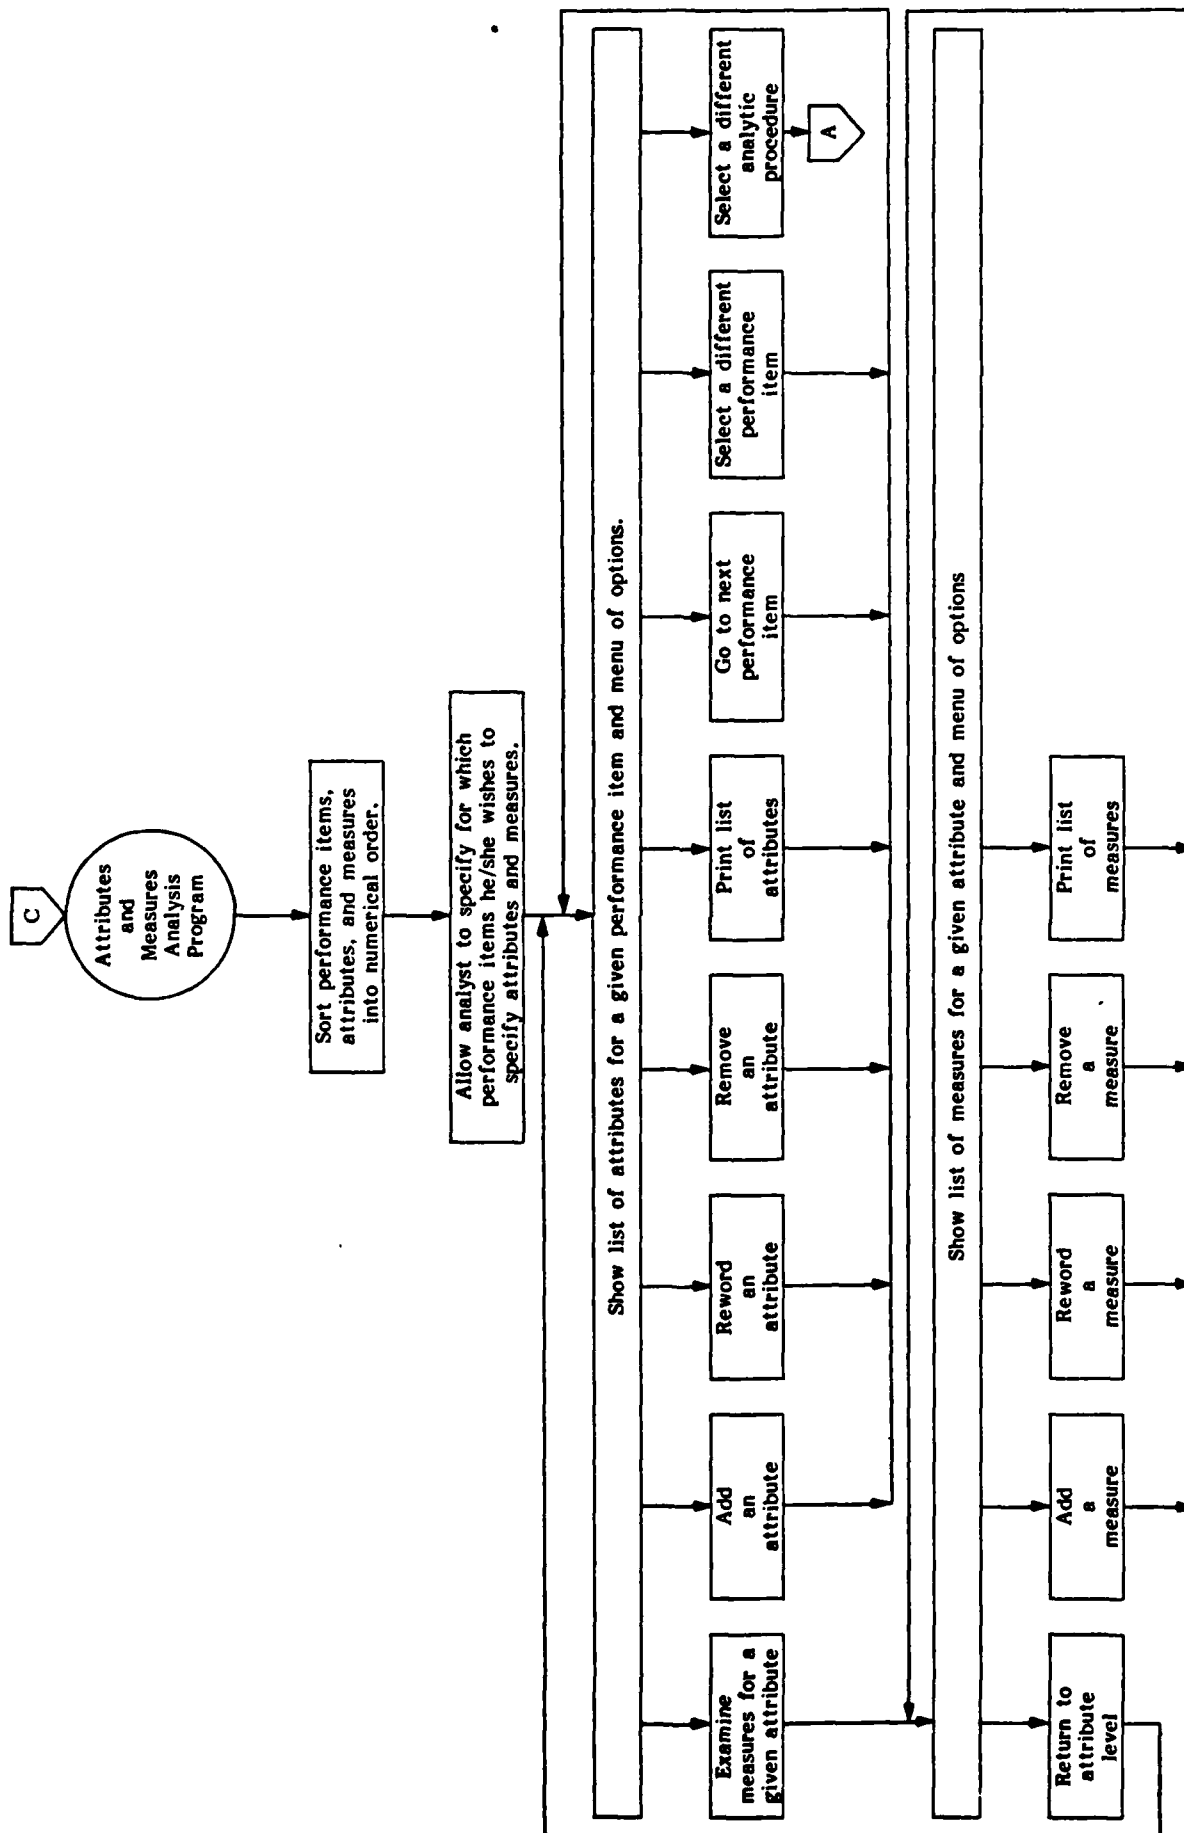 C
Attributes
and
Measures
Analysis
Program
Sort performance items,
attributes, and measures
into numerical order.
Allow analyst to specify for which
performance items he/she wishes to
specify attributes and measures.
Show list of attributes for a given performance item and menu of options.
Examine
measures for a
given attribute
Add
an
attribute
Reword
an
attribute
Remove
an
attribute
Print list
of
attributes
Go to next
performance
item
Select a different
performance
item
Select a different
analytic
procedure
A
Show list of measures for a given attribute and menu of options
Return to
attribute
level
Add
a
measure
Reword
a
measure
Remove
a
measure
Print list
of
measures